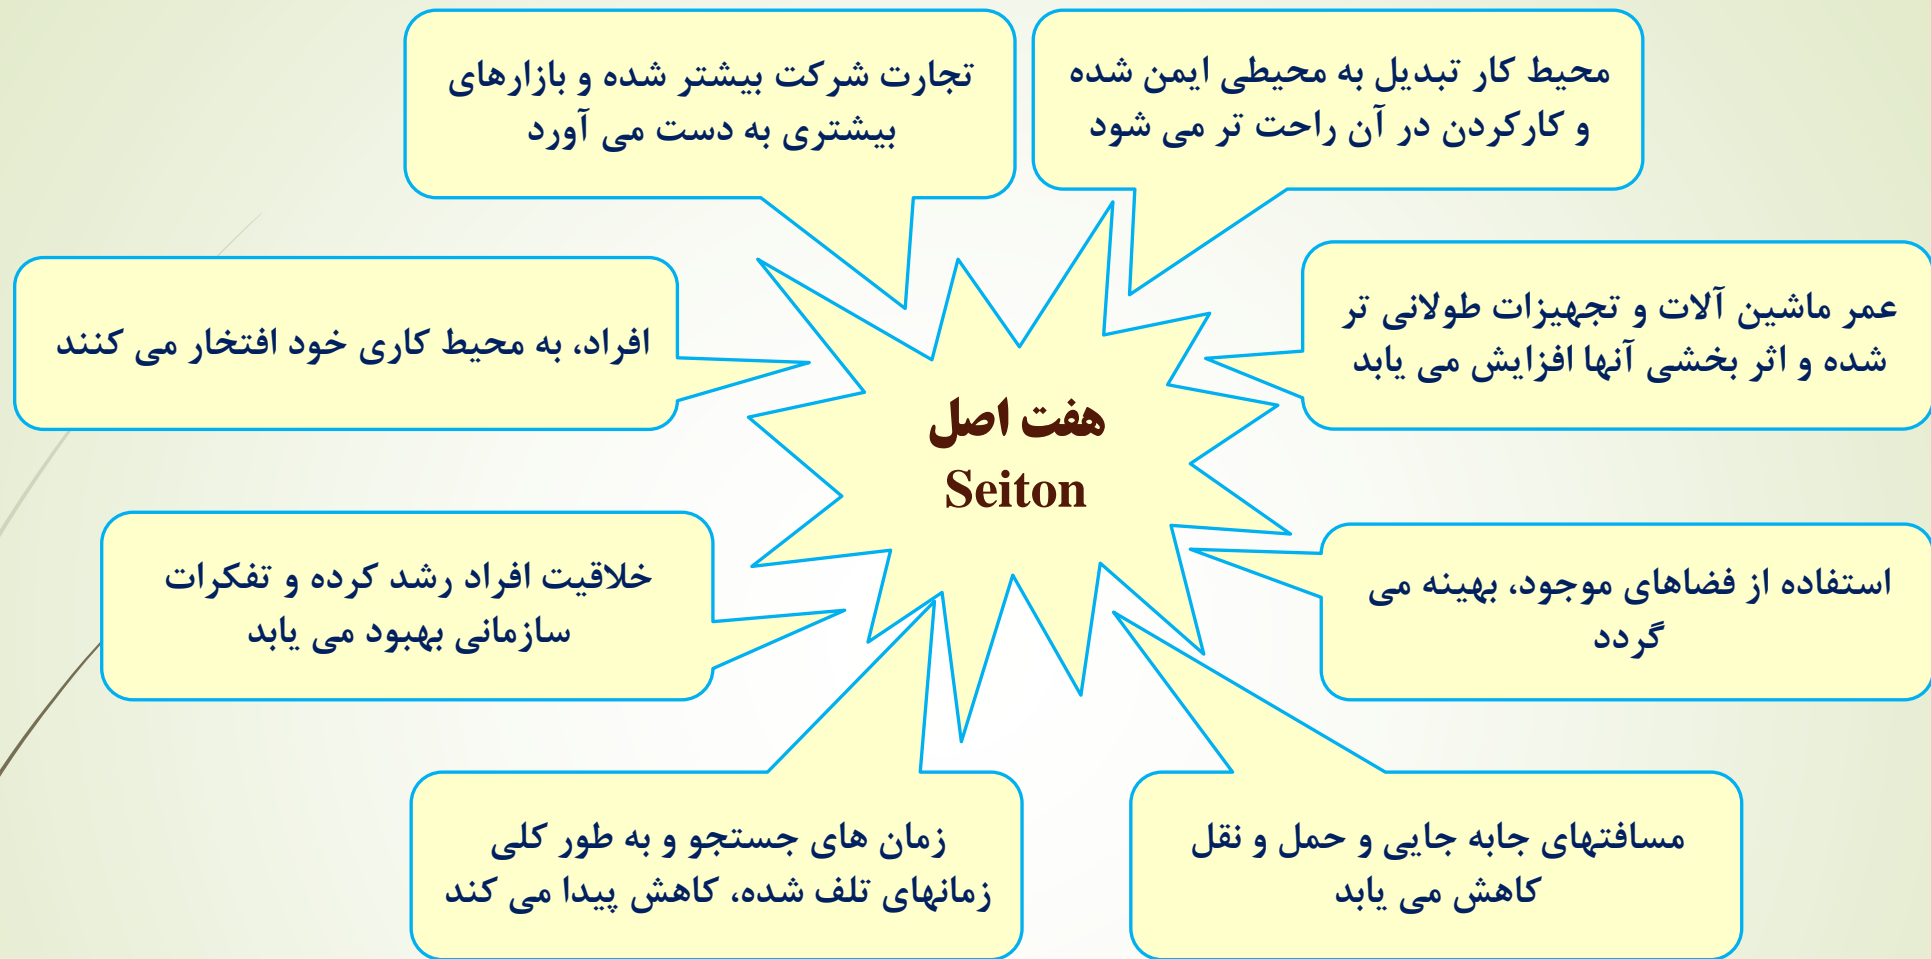 محیط کار تبدیل به محیطی ایمن شده
و کارکردن در آن راحت تر می شود
تجارت شرکت بیشتر شده و بازارهای
بیشتری به دست می آورد
عمر ماشین آلات و تجهیزات طولانی تر
شده و اثر بخشی آنها افزایش می یابد
افراد، به محیط کاری خود افتخار می کنند
هفت اصل
Seiton
استفاده از فضاهای موجود، بهینه می
گردد
خلاقیت افراد رشد کرده و تفکرات
سازمانی بهبود می یابد
مسافتهای جابه جایی و حمل و نقل
کاهش می یابد
زمان های جستجو و به طور کلی
زمانهای تلف شده، کاهش پیدا می کند